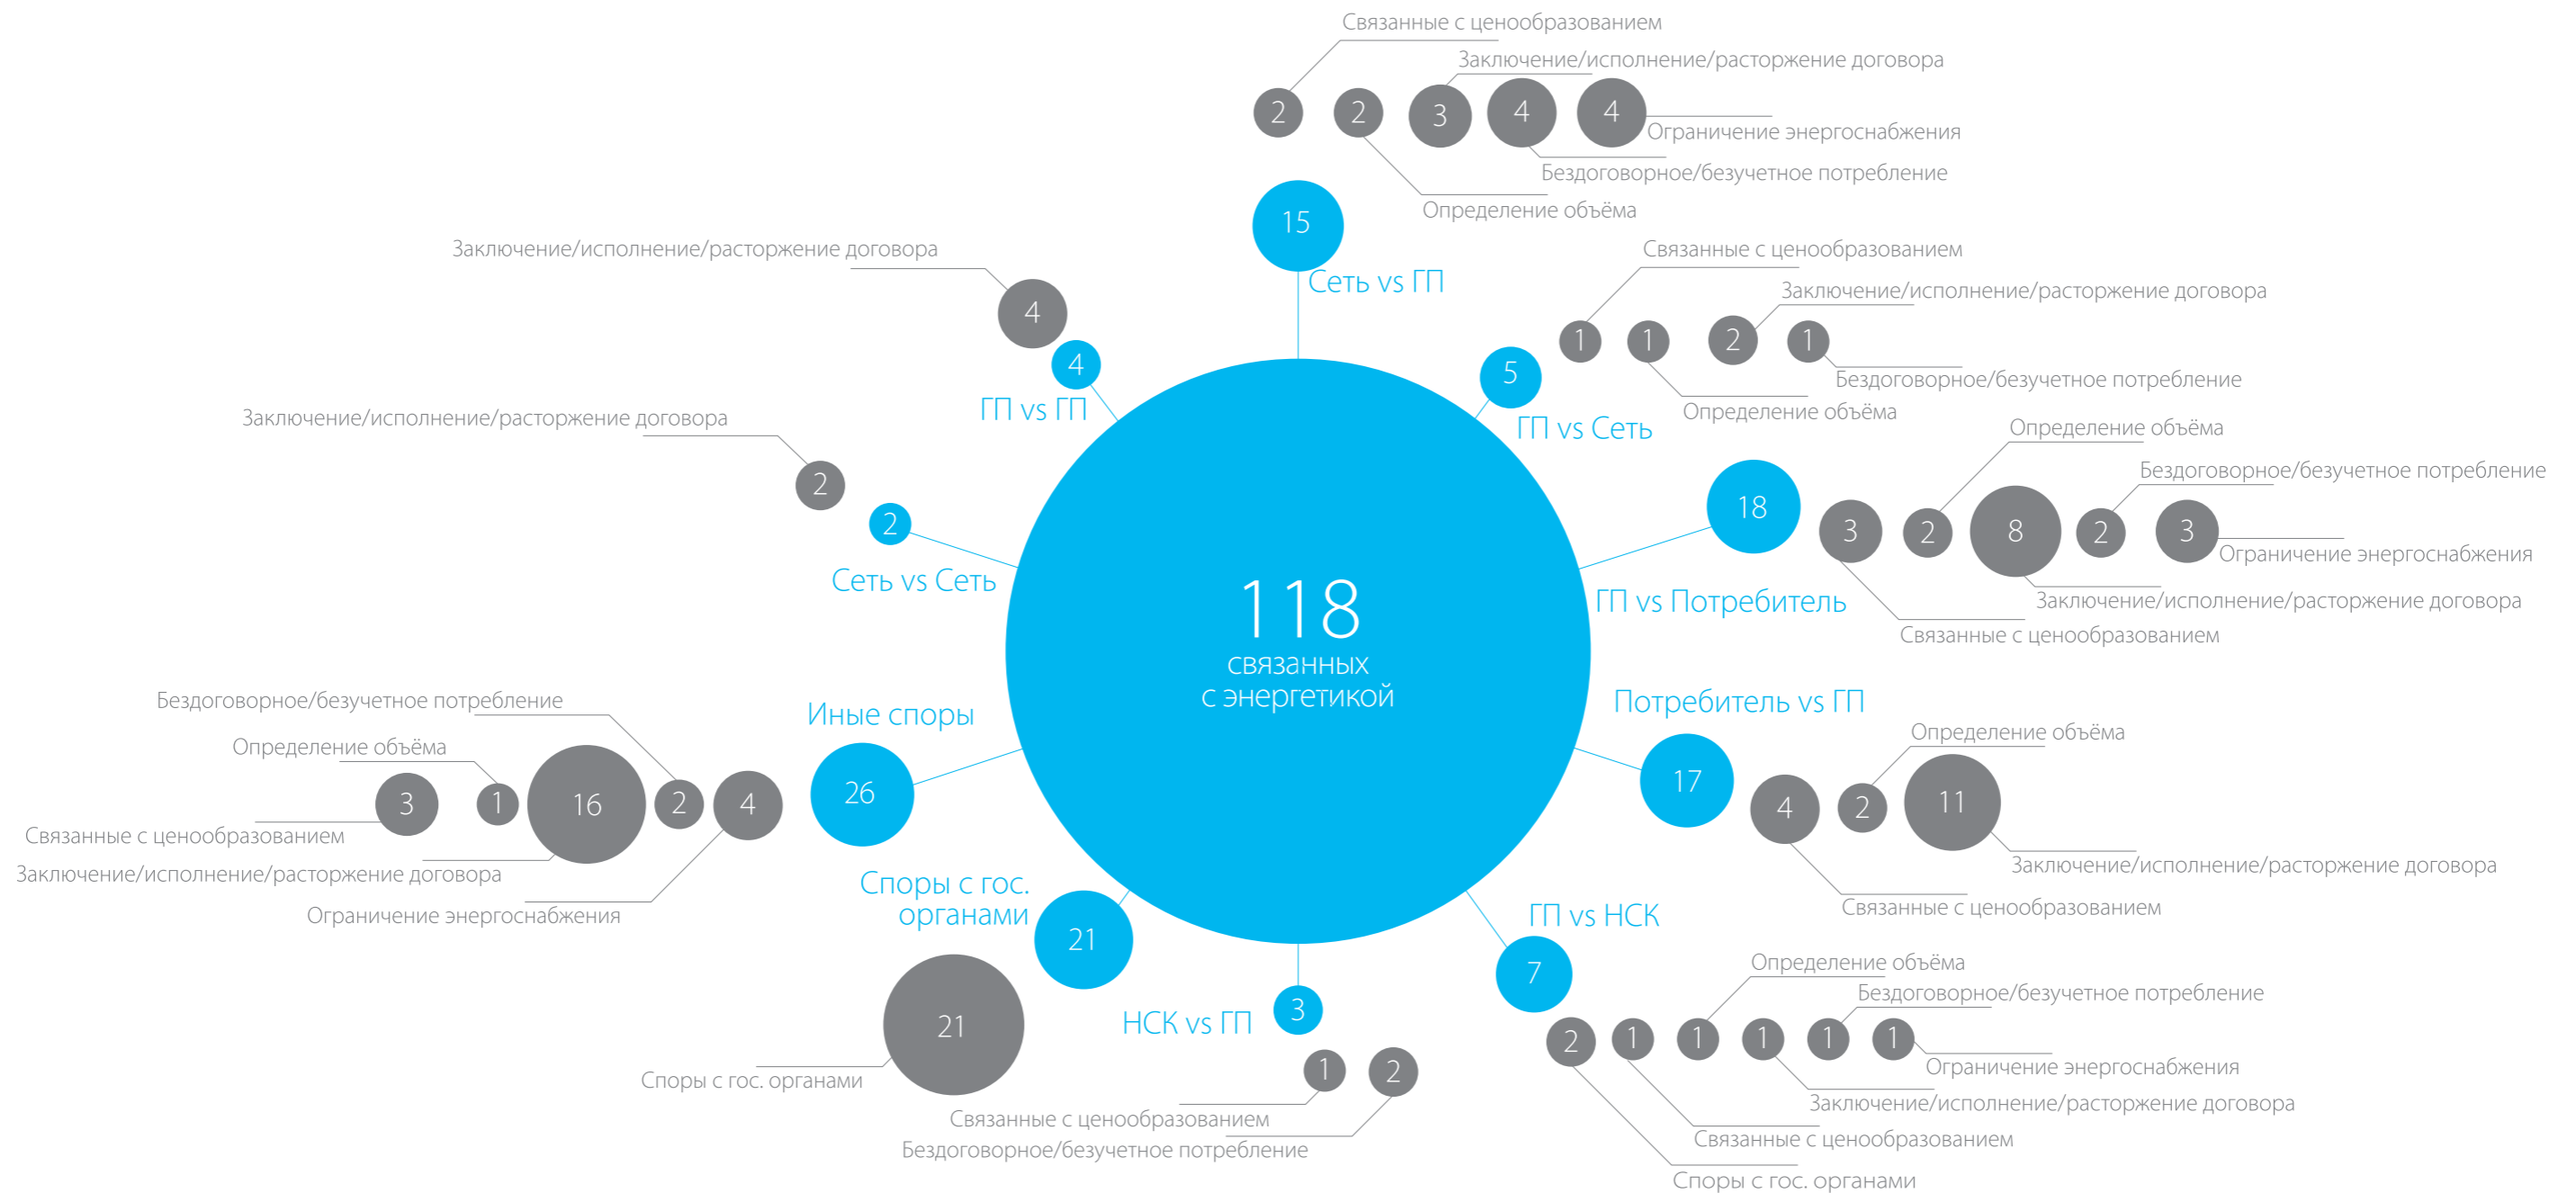 Связанные с ценообразованием
Заключение/исполнение/расторжение договора
2
2
3
4
4
Ограничение энергоснабжения
Бездоговорное/безучетное потребление
Определение объёма
15
Сеть vs ГП
Заключение/исполнение/расторжение договора
4
4
ГП vs ГП
Связанные с ценообразованием
Заключение/исполнение/расторжение договора
1
1
2
1
5
Бездоговорное/безучетное потребление
Определение объёма
ГП vs Сеть
Заключение/исполнение/расторжение договора
2
2
Сеть vs Сеть
Определение объёма
Бездоговорное/безучетное потребление
18
3
2
8
2
3
Ограничение энергоснабжения
ГП vs Потребитель
Заключение/исполнение/расторжение договора
Связанные с ценообразованием
118
связанных
с энергетикой
Иные споры
Бездоговорное/безучетное потребление
Определение объёма
3
1
16
2
4
26
Связанные с ценообразованием
Заключение/исполнение/расторжение договора
Ограничение энергоснабжения
Потребитель vs ГП
Определение объёма
17
4
2
11
Заключение/исполнение/расторжение договора
Связанные с ценообразованием
Споры с гос.
органами
21
21
Споры с гос. органами
НСК vs ГП
3
1
2
Связанные с ценообразованием
Бездоговорное/безучетное потребление
ГП vs НСК
7
Определение объёма
Бездоговорное/безучетное потребление
2
1
1
1
1
1
Ограничение энергоснабжения
Заключение/исполнение/расторжение договора
Связанные с ценообразованием
Споры с гос. органами